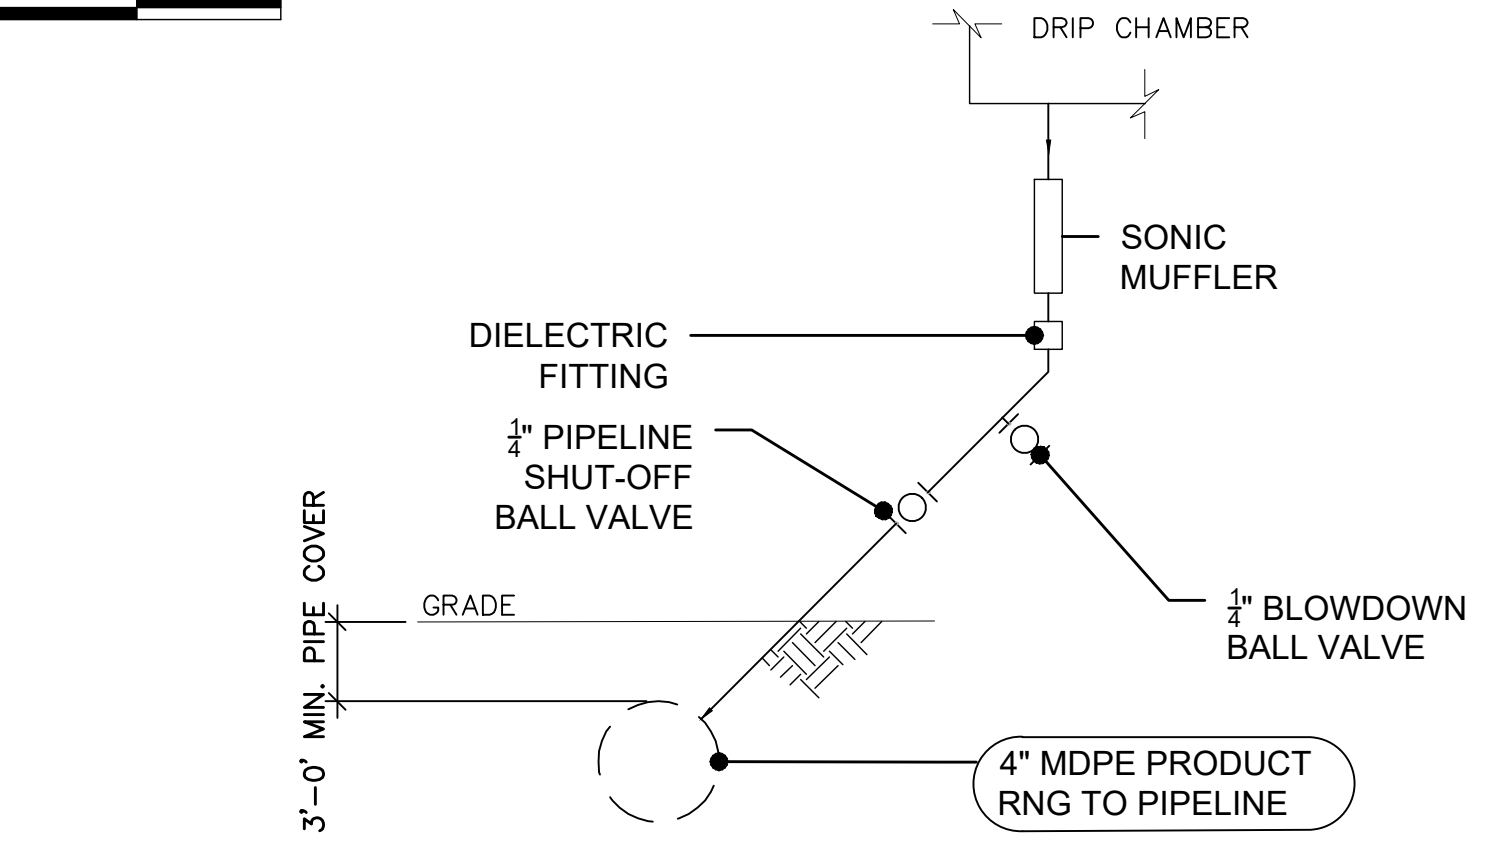 DRIP CHAMBER
SONIC
MUFFLER
DIELECTRIC
FITTING
1/4" PIPELINE
SHUT-OFF
BALL VALVE
3'-0' MIN. PIPE COVER
GRADE
1/4" BLOWDOWN
BALL VALVE
4" MDPE PRODUCT
RNG TO PIPELINE